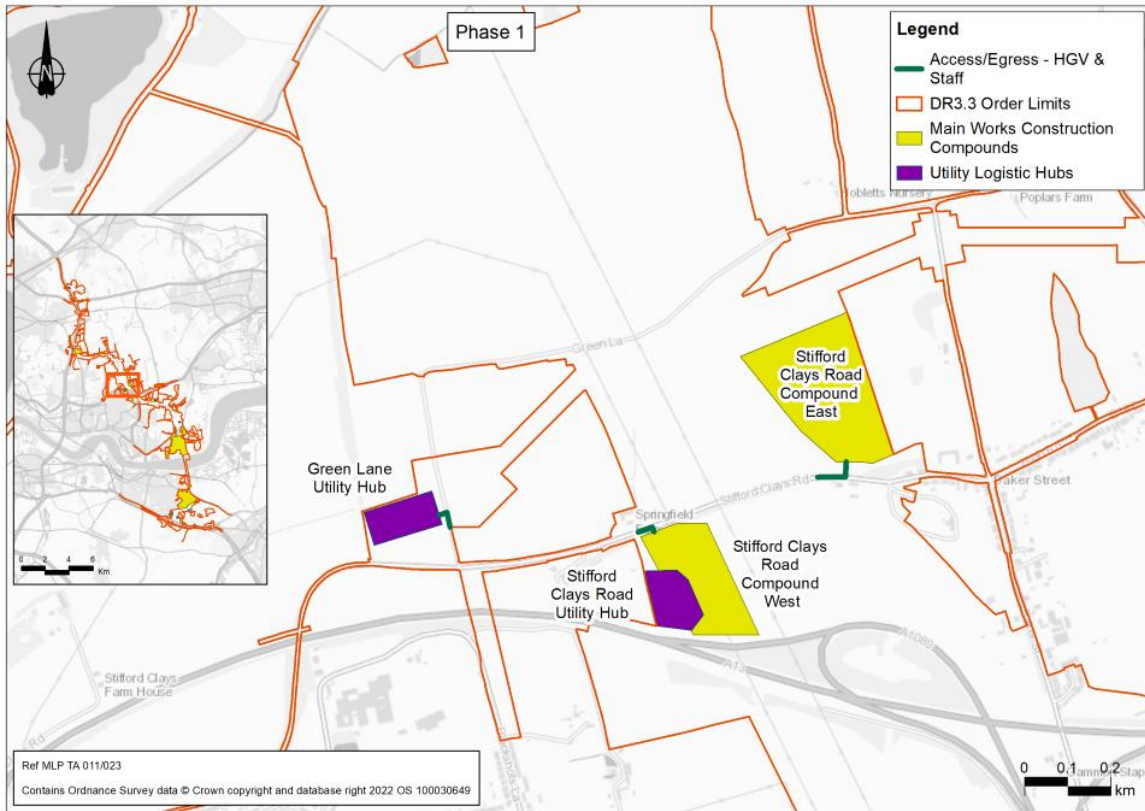 Phase 1
Legend
Access/Egress - HGV &
Staff
DR3.3 Order Limits
Main Works Construction
Compounds
Utility Logistic Hubs
N
Nursery
Poplars Farm
Green La
Stifford
Clays Road
Compound
East
Green Lane
Utility Hub
Stifford Clays Rd
Baker Street
Springfield
Stifford Clays
Road
Compound
West
Stifford
Clays Road
Utility Hub
A1089
A13
Stifford Clays
Farm House
Rd
0 2 4 6
Km
Ref MLP TA 011/023
Contains Ordnance Survey data © Crown copyright and database right 2022 OS 100030649
0 0.1 0.2
km